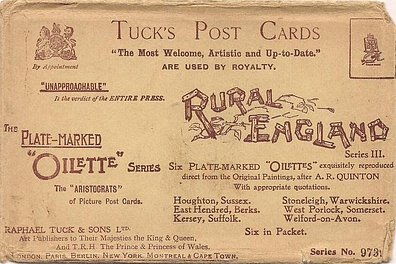 TUCK'S POST CARDS
By Appointment
"The Most Welcome, Artistic and Up-to-Date."
ARE USED BY ROYALTY.
"UNAPPROACHABLE"
Is the verdict of the ENTIRE PRESS.
RURAL
ENGLAND
Series III.
THE
PLATE-MARKED
"OILETTE" SERIES
The "ARISTOCRATS"
of Picture Post Cards.
Six PLATE-MARKED "OILETTES" exquisitely reproduced
direct from the Original Paintings, after A. R. QUINTON
With appropriate quotations.
Houghton, Sussex. Stoneleigh, Warwickshire.
East Hendred, Berks. West Porlock, Somerset.
Kersey, Suffolk. Welford-on-Avon.
Six in Packet.
RAPHAEL TUCK & SONS LTD.
Art Publishers to Their Majesties the King & Queen,
And T.R.H. The Prince & Princess of Wales.
LONDON, PARIS, BERLIN, NEW YORK, MONTREAL & CAPE TOWN.
Series No.